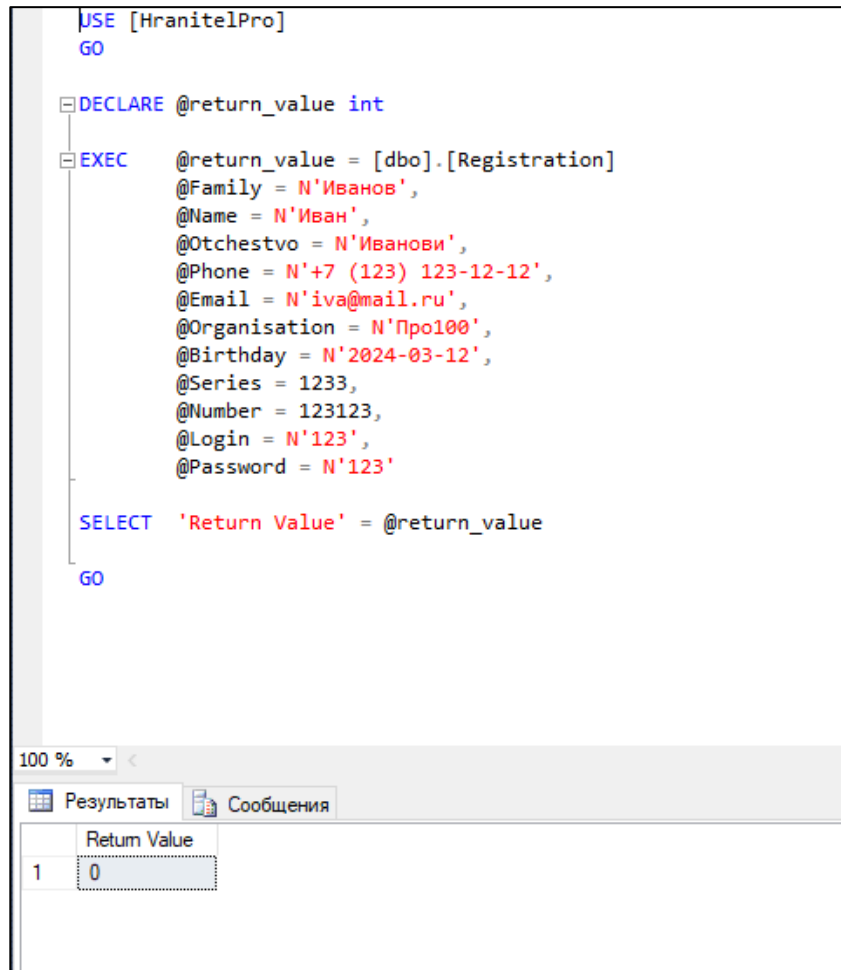 USE [HranitelPro]
GO
DECLARE @return_value int
EXEC @return_value = [dbo].[Registration]
@Family = N'Иванов',
@Name = N'Иван',
@Otchestvo = N'Иванови',
@Phone = N'+7 (123) 123-12-12',
@Email = N'iva@mail.ru',
@Organisation = N'Про100',
@Birthday = N'2024-03-12',
@Series = 1233,
@Number = 123123,
@Login = N'123',
@Password = N'123'
SELECT 'Return Value' = @return_value
GO
100 %
Результаты Сообщения
Return Value
1 0